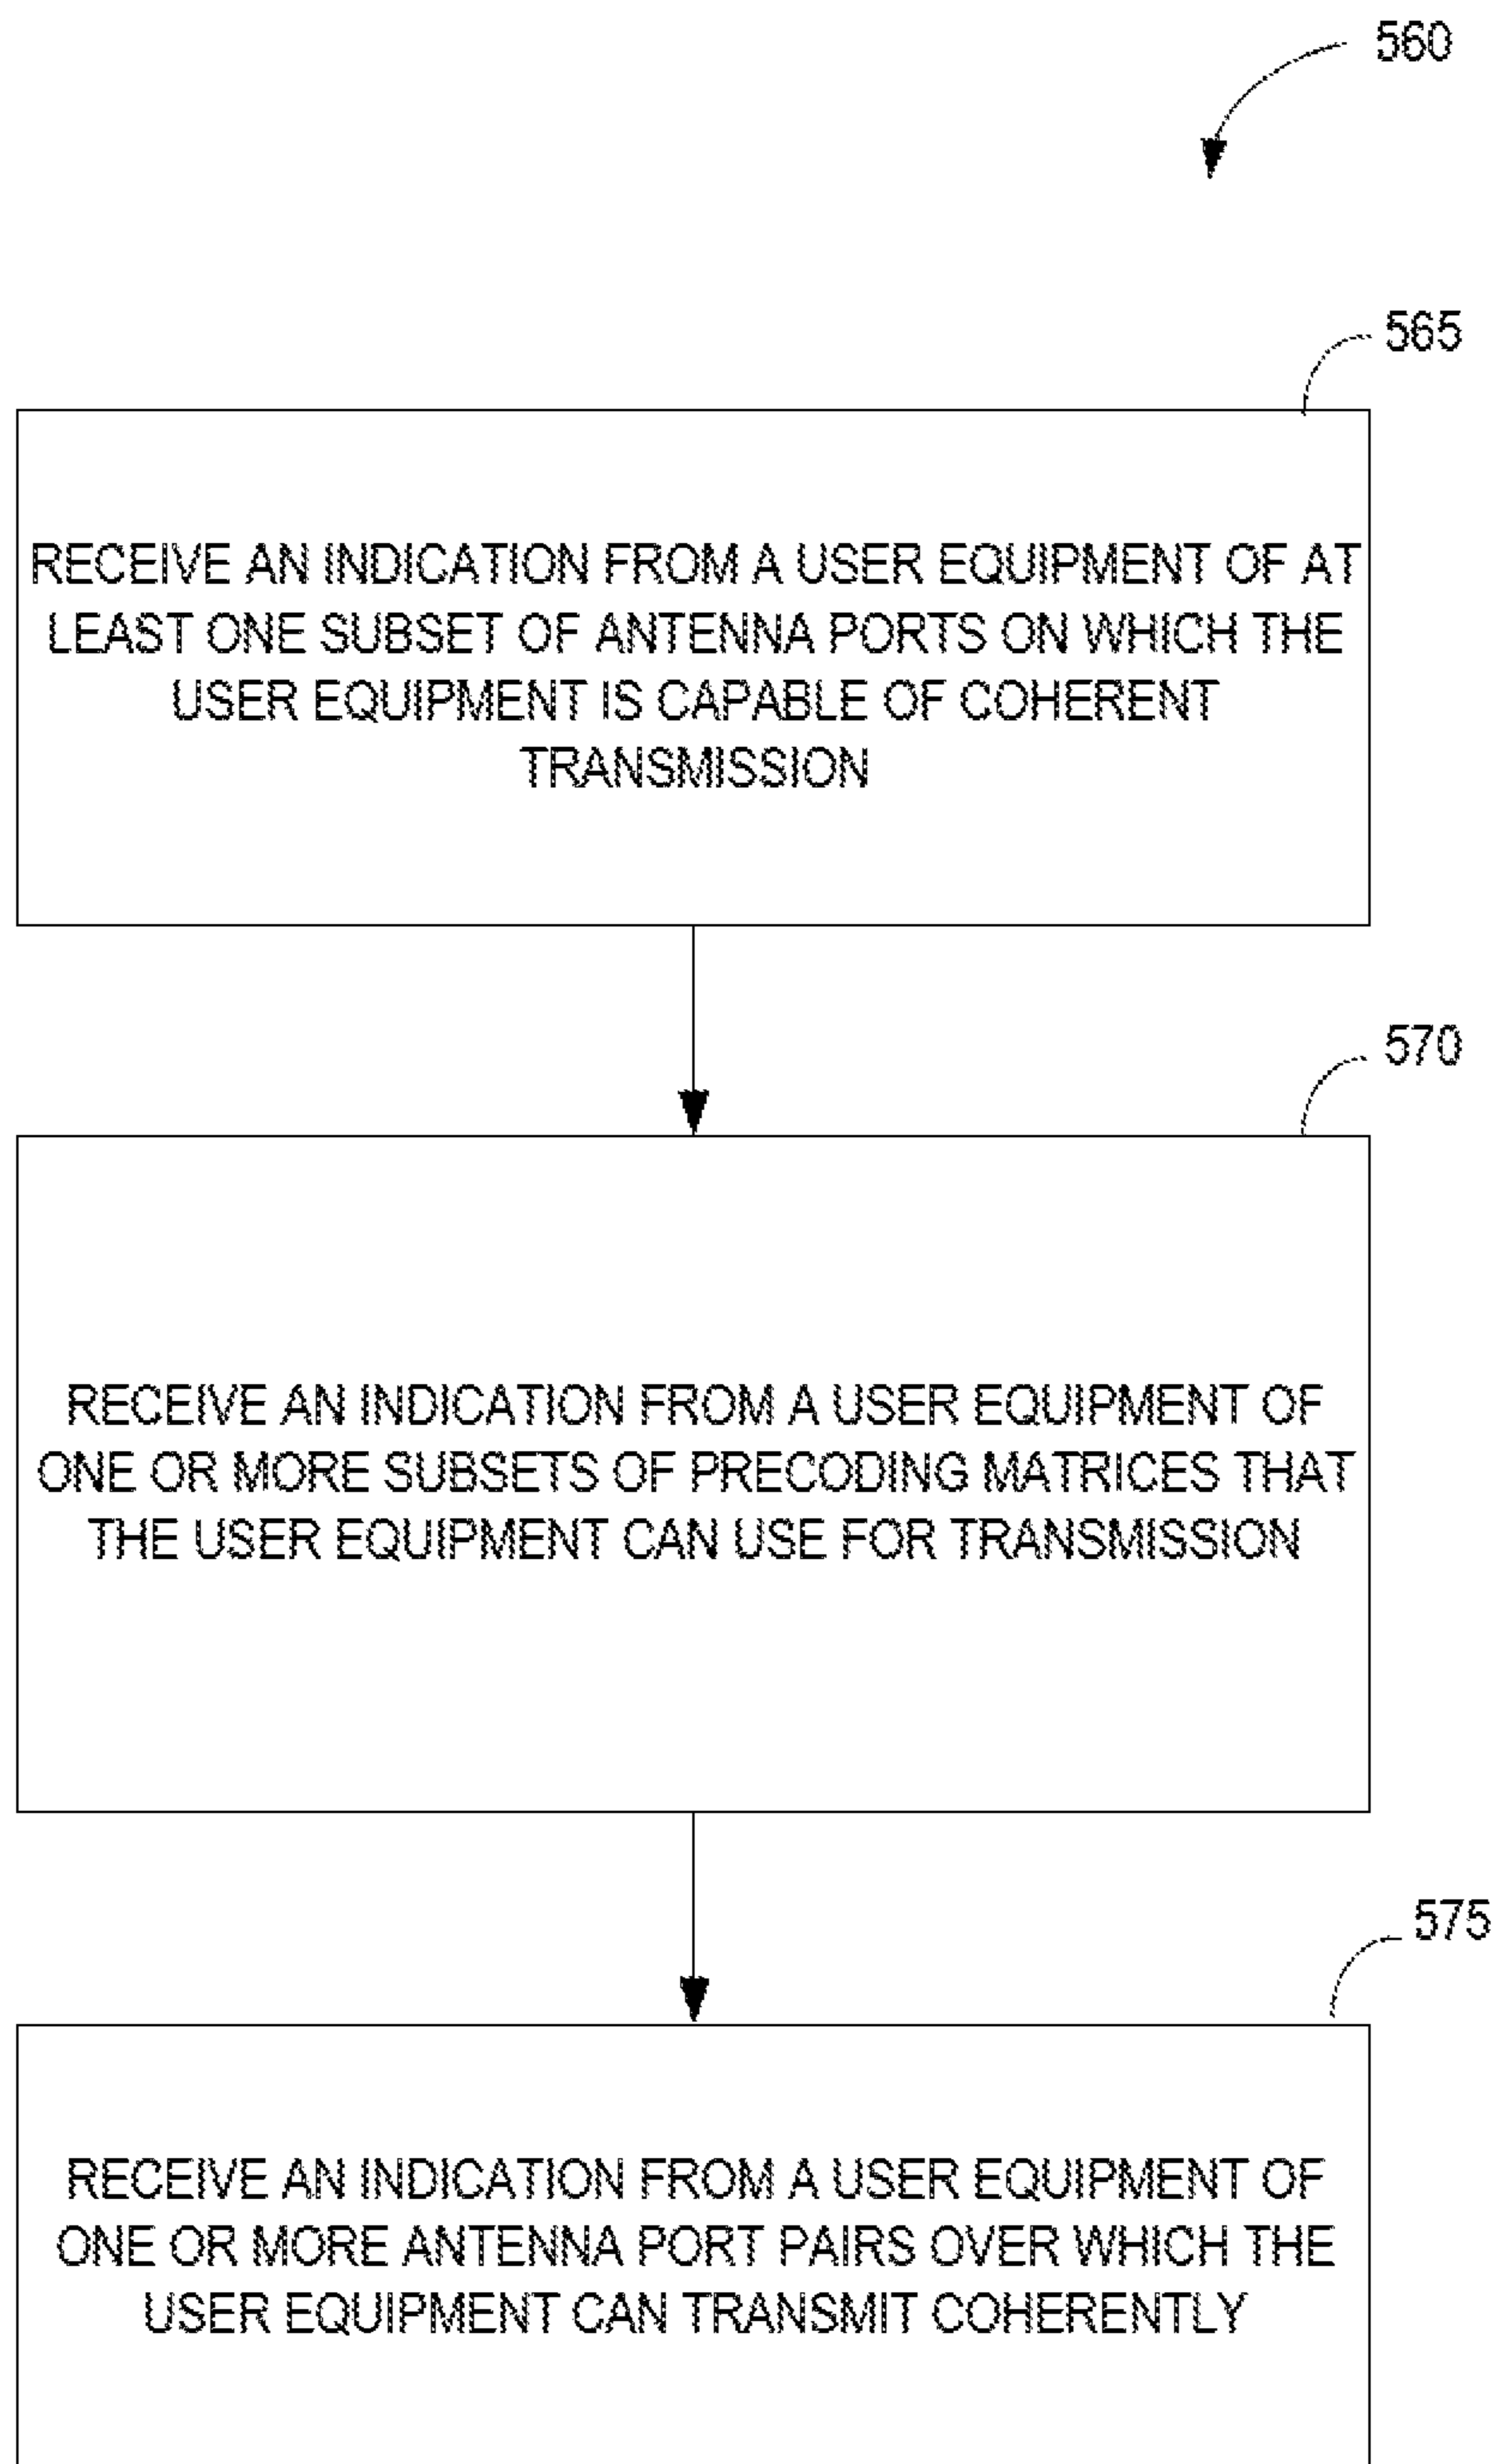 560
565
RECEIVE AN INDICATION FROM A USER EQUIPMENT OF AT
LEAST ONE SUBSET OF ANTENNA PORTS ON WHICH THE
USER EQUIPMENT IS CAPABLE OF COHERENT
TRANSMISSION
570
RECEIVE AN INDICATION FROM A USER EQUIPMENT OF
ONE OR MORE SUBSETS OF PRECODING MATRICES THAT
THE USER EQUIPMENT CAN USE FOR TRANSMISSION
575
RECEIVE AN INDICATION FROM A USER EQUIPMENT OF
ONE OR MORE ANTENNA PORT PAIRS OVER WHICH THE
USER EQUIPMENT CAN TRANSMIT COHERENTLY